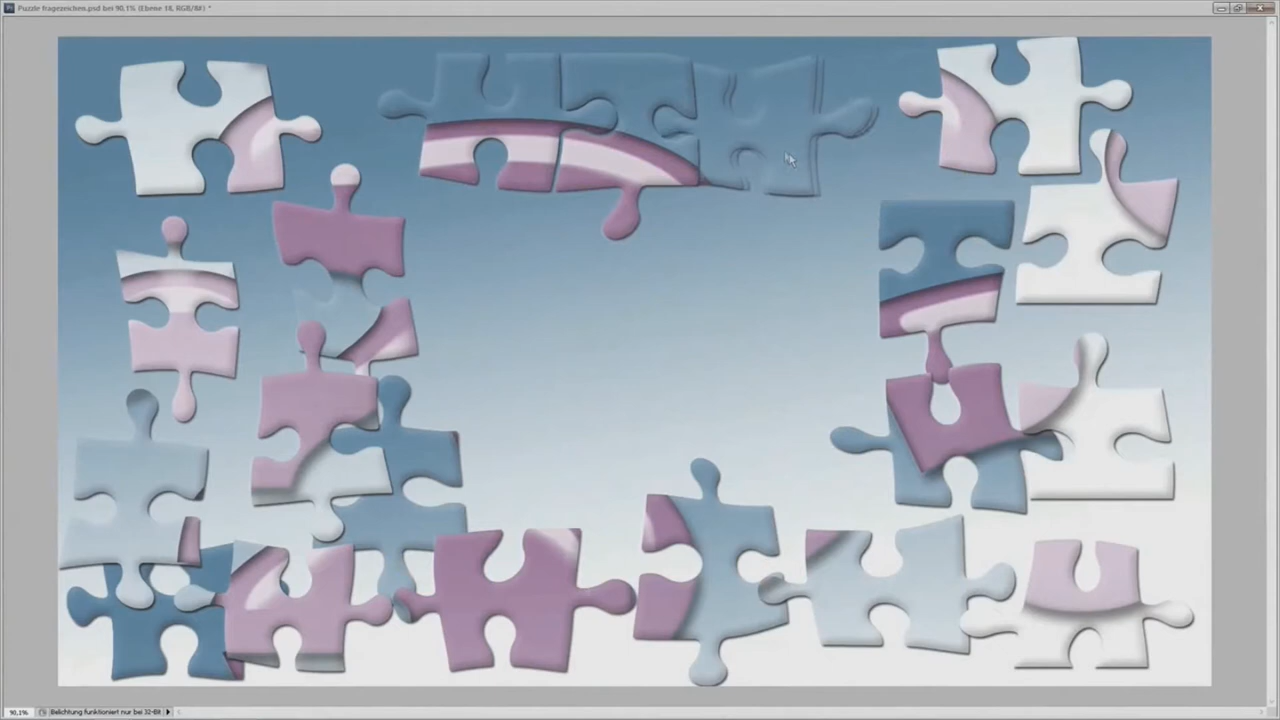 Puzzle fragezeichen.psd bei 90,1% (Ebene 18, RGB/8#) *
90,1%
Belichtung funktioniert nur bei 32-Bit